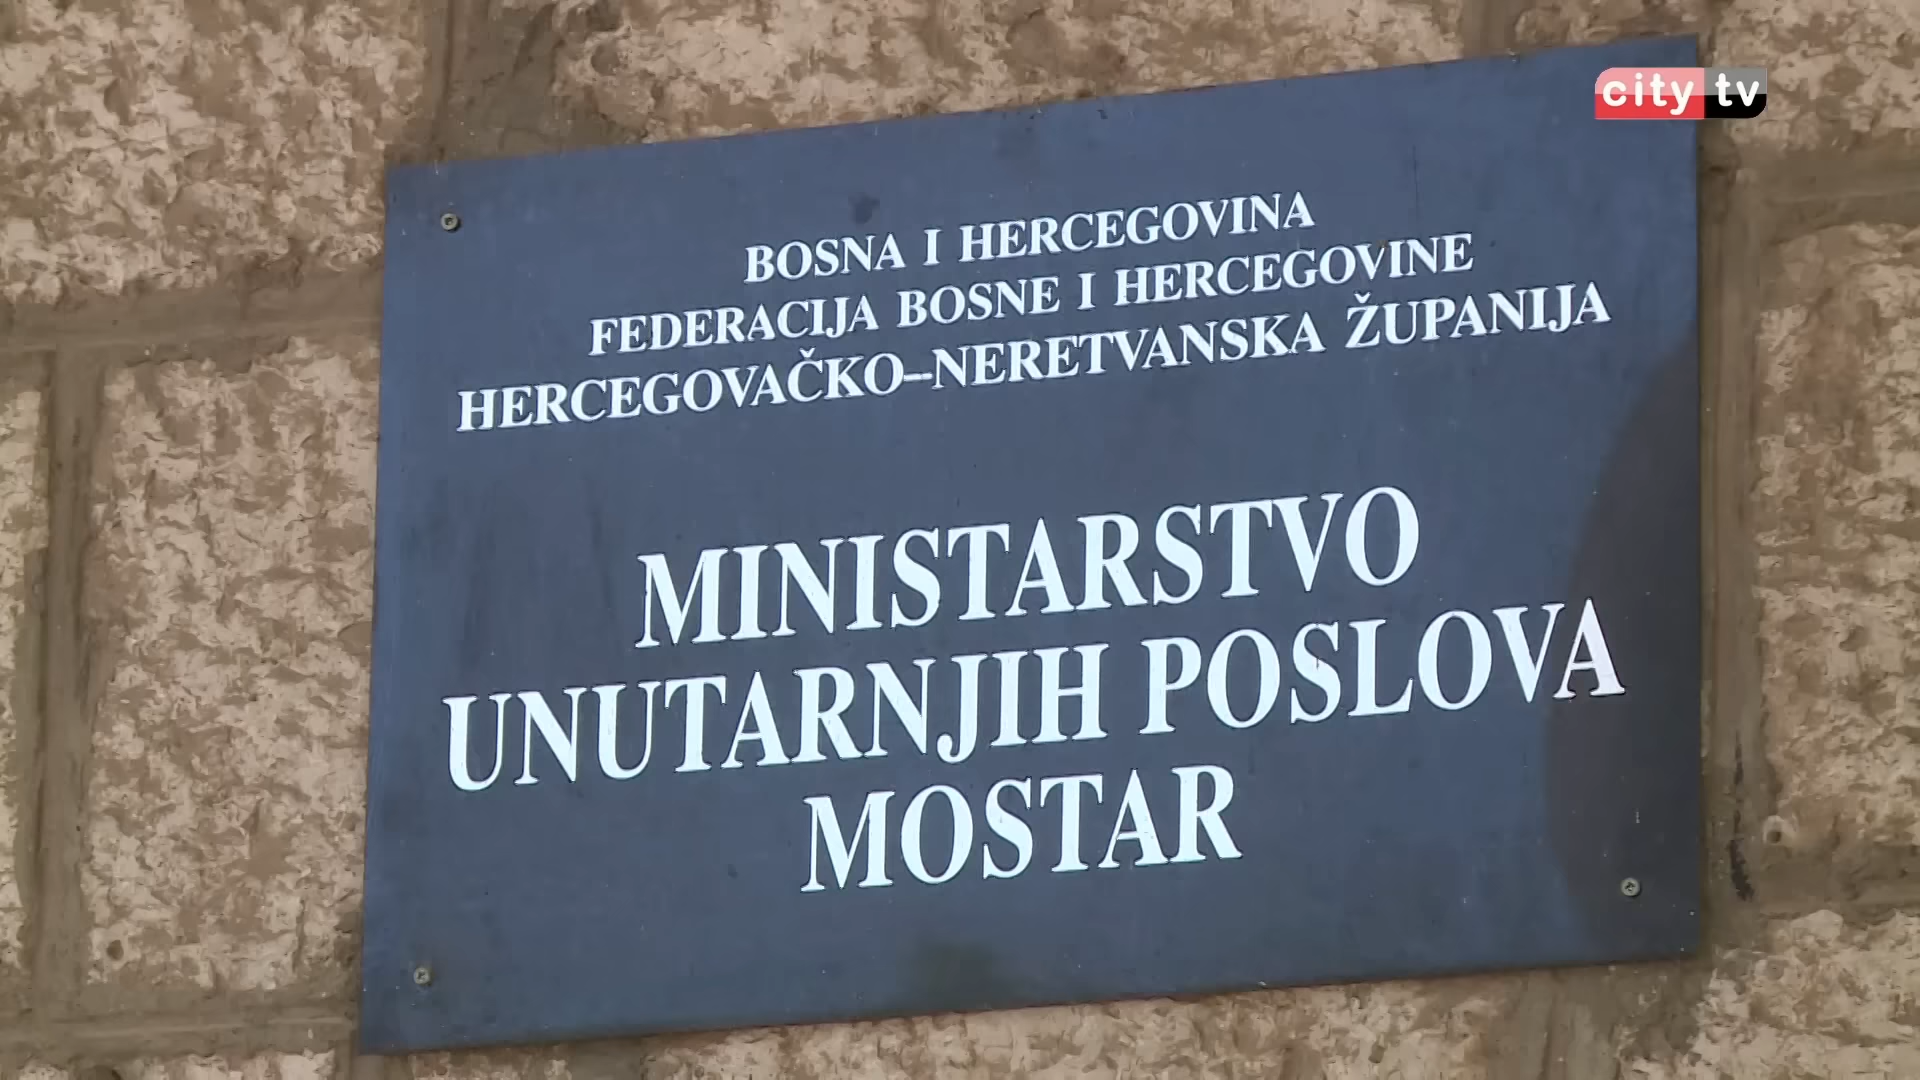 city tv
BOSNA I HERCEGOVINA
FEDERACIJA BOSNE I HERCEGOVINE
HERCEGOVAČKO–NERETVANSKA ŽUPANIJA
MINISTARSTVO
UNUTARNJIH POSLOVA
MOSTAR